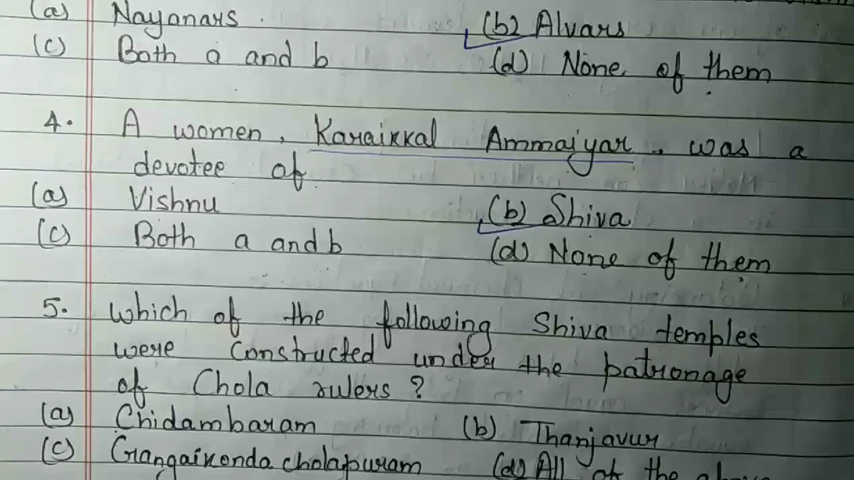 (a) Nayanars. (b) Alvars
(c) Both a and b (d) None of them
4. A women, Karaikkal Ammaiyar, was a
devotee of
(a) Vishnu (b) Shiva
(c) Both a and b (d) None of them
5. Which of the following Shiva temples
were constructed under the patronage
of Chola rulers?
(a) Chidambaram (b) Thanjavur
(c) Gangaikonda cholapuram (d) All of the above